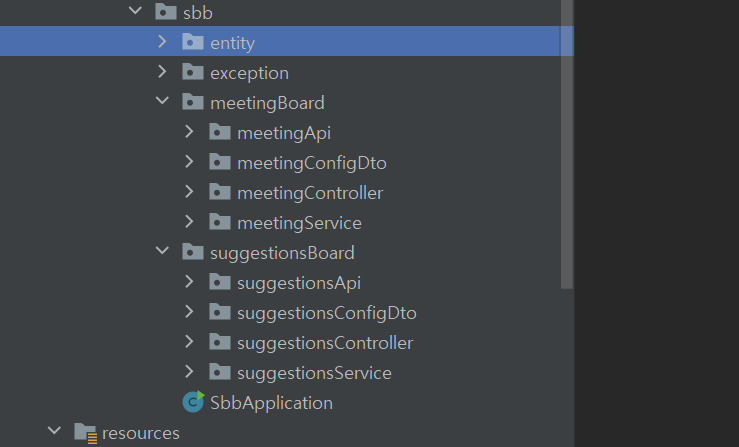 sbb
entity
exception
meetingBoard
meetingApi
meetingConfigDto
meetingController
meetingService
suggestionsBoard
suggestionsApi
suggestionsConfigDto
suggestionsController
suggestionsService
SbbApplication
resources